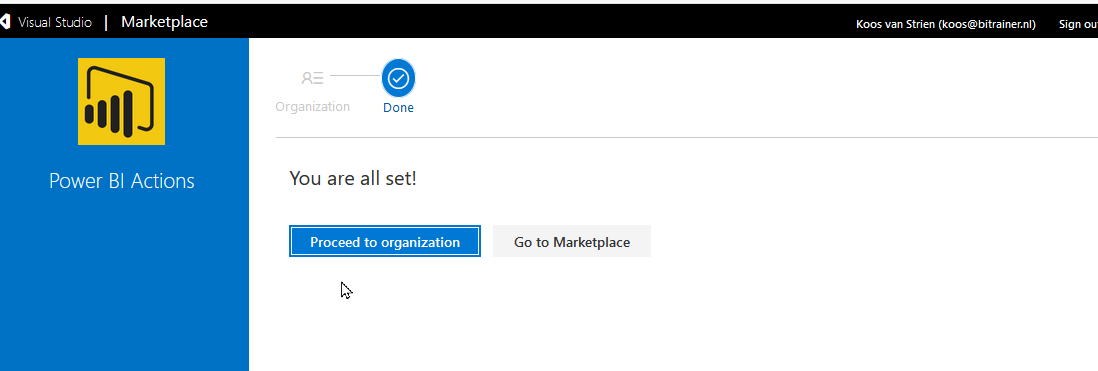 Visual Studio | Marketplace
Koos van Strien (koos@bitrainer.nl) Sign out
Power BI Actions
Organization
Done
You are all set!
Proceed to organization
Go to Marketplace